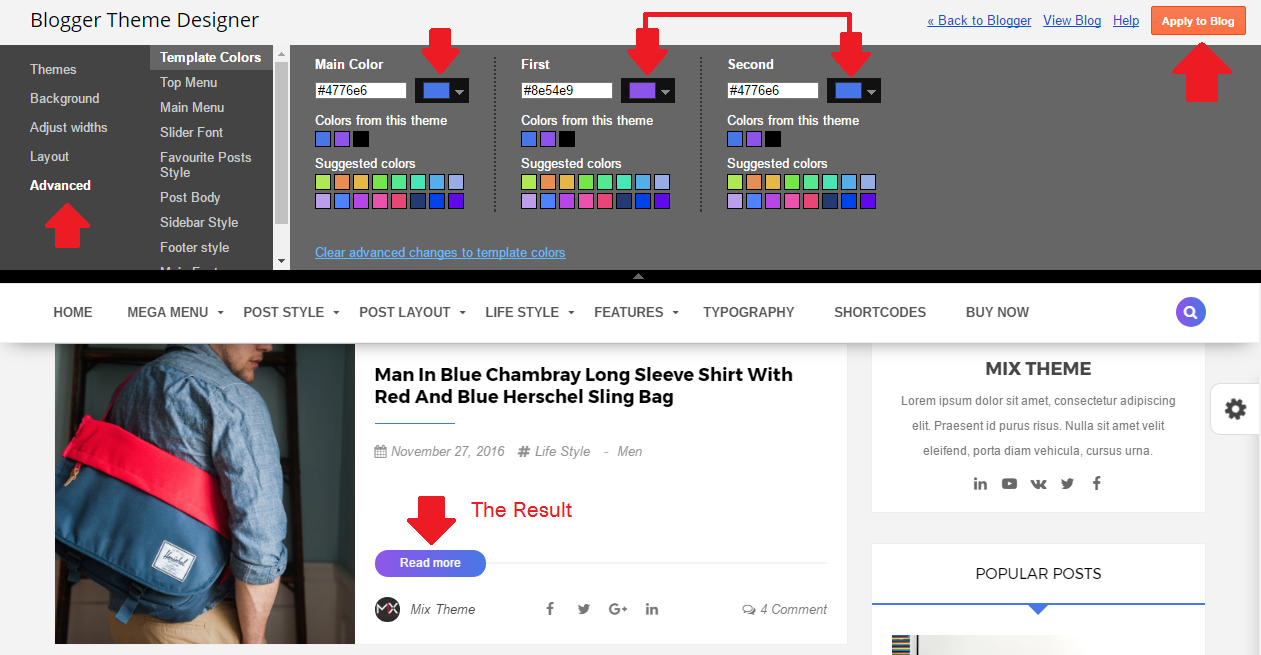 Blogger Theme Designer
« Back to Blogger View Blog Help Apply to Blog
Themes
Background
Adjust widths
Layout
Advanced
Template Colors
Top Menu
Main Menu
Slider Font
Favourite Posts
Style
Post Body
Sidebar Style
Footer style
Main Color
#4776e6
Colors from this theme
Suggested colors
First
#8e54e9
Colors from this theme
Suggested colors
Second
#4776e6
Colors from this theme
Suggested colors
Clear advanced changes to template colors
HOME MEGA MENU POST STYLE POST LAYOUT LIFE STYLE FEATURES TYPOGRAPHY SHORTCODES BUY NOW
Man In Blue Chambray Long Sleeve Shirt With
Red And Blue Herschel Sling Bag
November 27, 2016 # Life Style - Men
The Result
Read more
MIX Mix Theme
4 Comment
Herschel
MIX THEME
Lorem ipsum dolor sit amet, consectetur adipiscing
elit. Praesent id purus risus. Nulla sit amet velit
eleifend, porta diam vehicula, cursus urna.
POPULAR POSTS